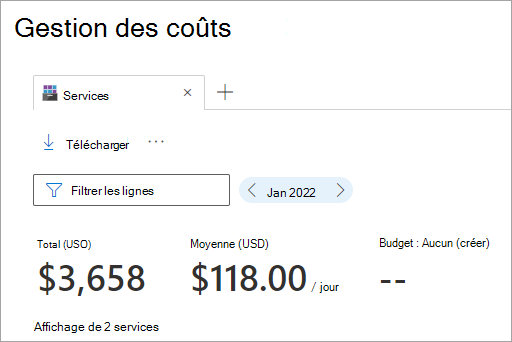 Gestion des coûts
Services
Télécharger ...
Filtrer les lignes
Jan 2022
Total (USO) Moyenne (USD) Budget : Aucun (créer)
$3,658 $118.00 / jour --
Affichage de 2 services